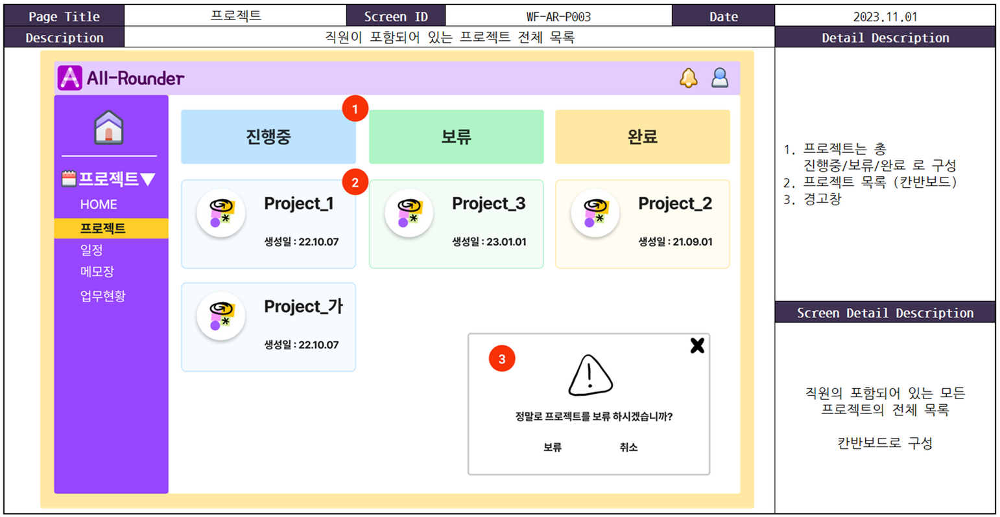 Page Title 프로젝트 Screen ID WF-AR-P003 Date 2023.11.01
Description 직원이 포함되어 있는 프로젝트 전체 목록 Detail Description
All-Rounder
프로젝트▼
HOME
프로젝트
일정
메모장
업무현황
1
진행중 보류 완료
2
Project_1
생성일 : 22.10.07
Project_3
생성일 : 23.01.01
Project_2
생성일 : 21.09.01
Project_가
생성일 : 22.10.07
3
정말로 프로젝트를 보류 하시겠습니까?
보류 취소
1. 프로젝트는 총
진행중/보류/완료 로 구성
2. 프로젝트 목록 (칸반보드)
3. 경고창
Screen Detail Description
직원의 포함되어 있는 모든
프로젝트의 전체 목록
칸반보드로 구성